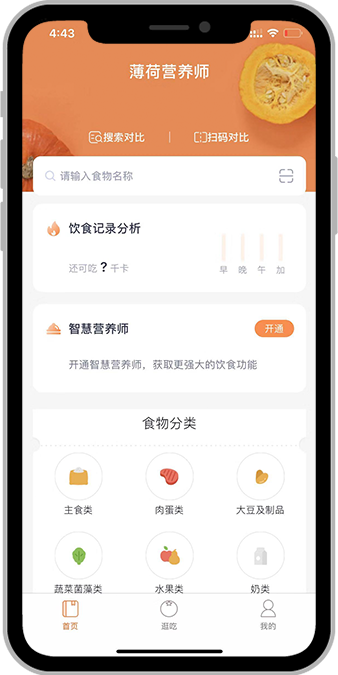 4:43
薄荷营养师
搜索对比
扫码对比
请输入食物名称
饮食记录分析
还可吃 ? 千卡
早 晚 午 加
智慧营养师
开通
开通智慧营养师，获取更强大的饮食功能
食物分类
主食类 肉蛋类 大豆及制品
蔬菜菌藻类 水果类 奶类
首页 逛吃 我的